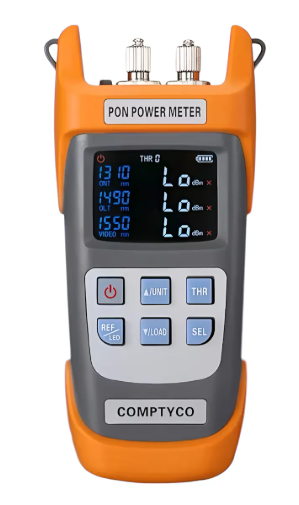 PON POWER METER
THR 0
1310 Lo dBm ×
ONT nm
1490 Lo dBm ×
OLT nm
1550 Lo dBm ×
VIDEO nm
▲/UNIT THR
REF/LED ▼/LOAD SEL
COMPTYCO